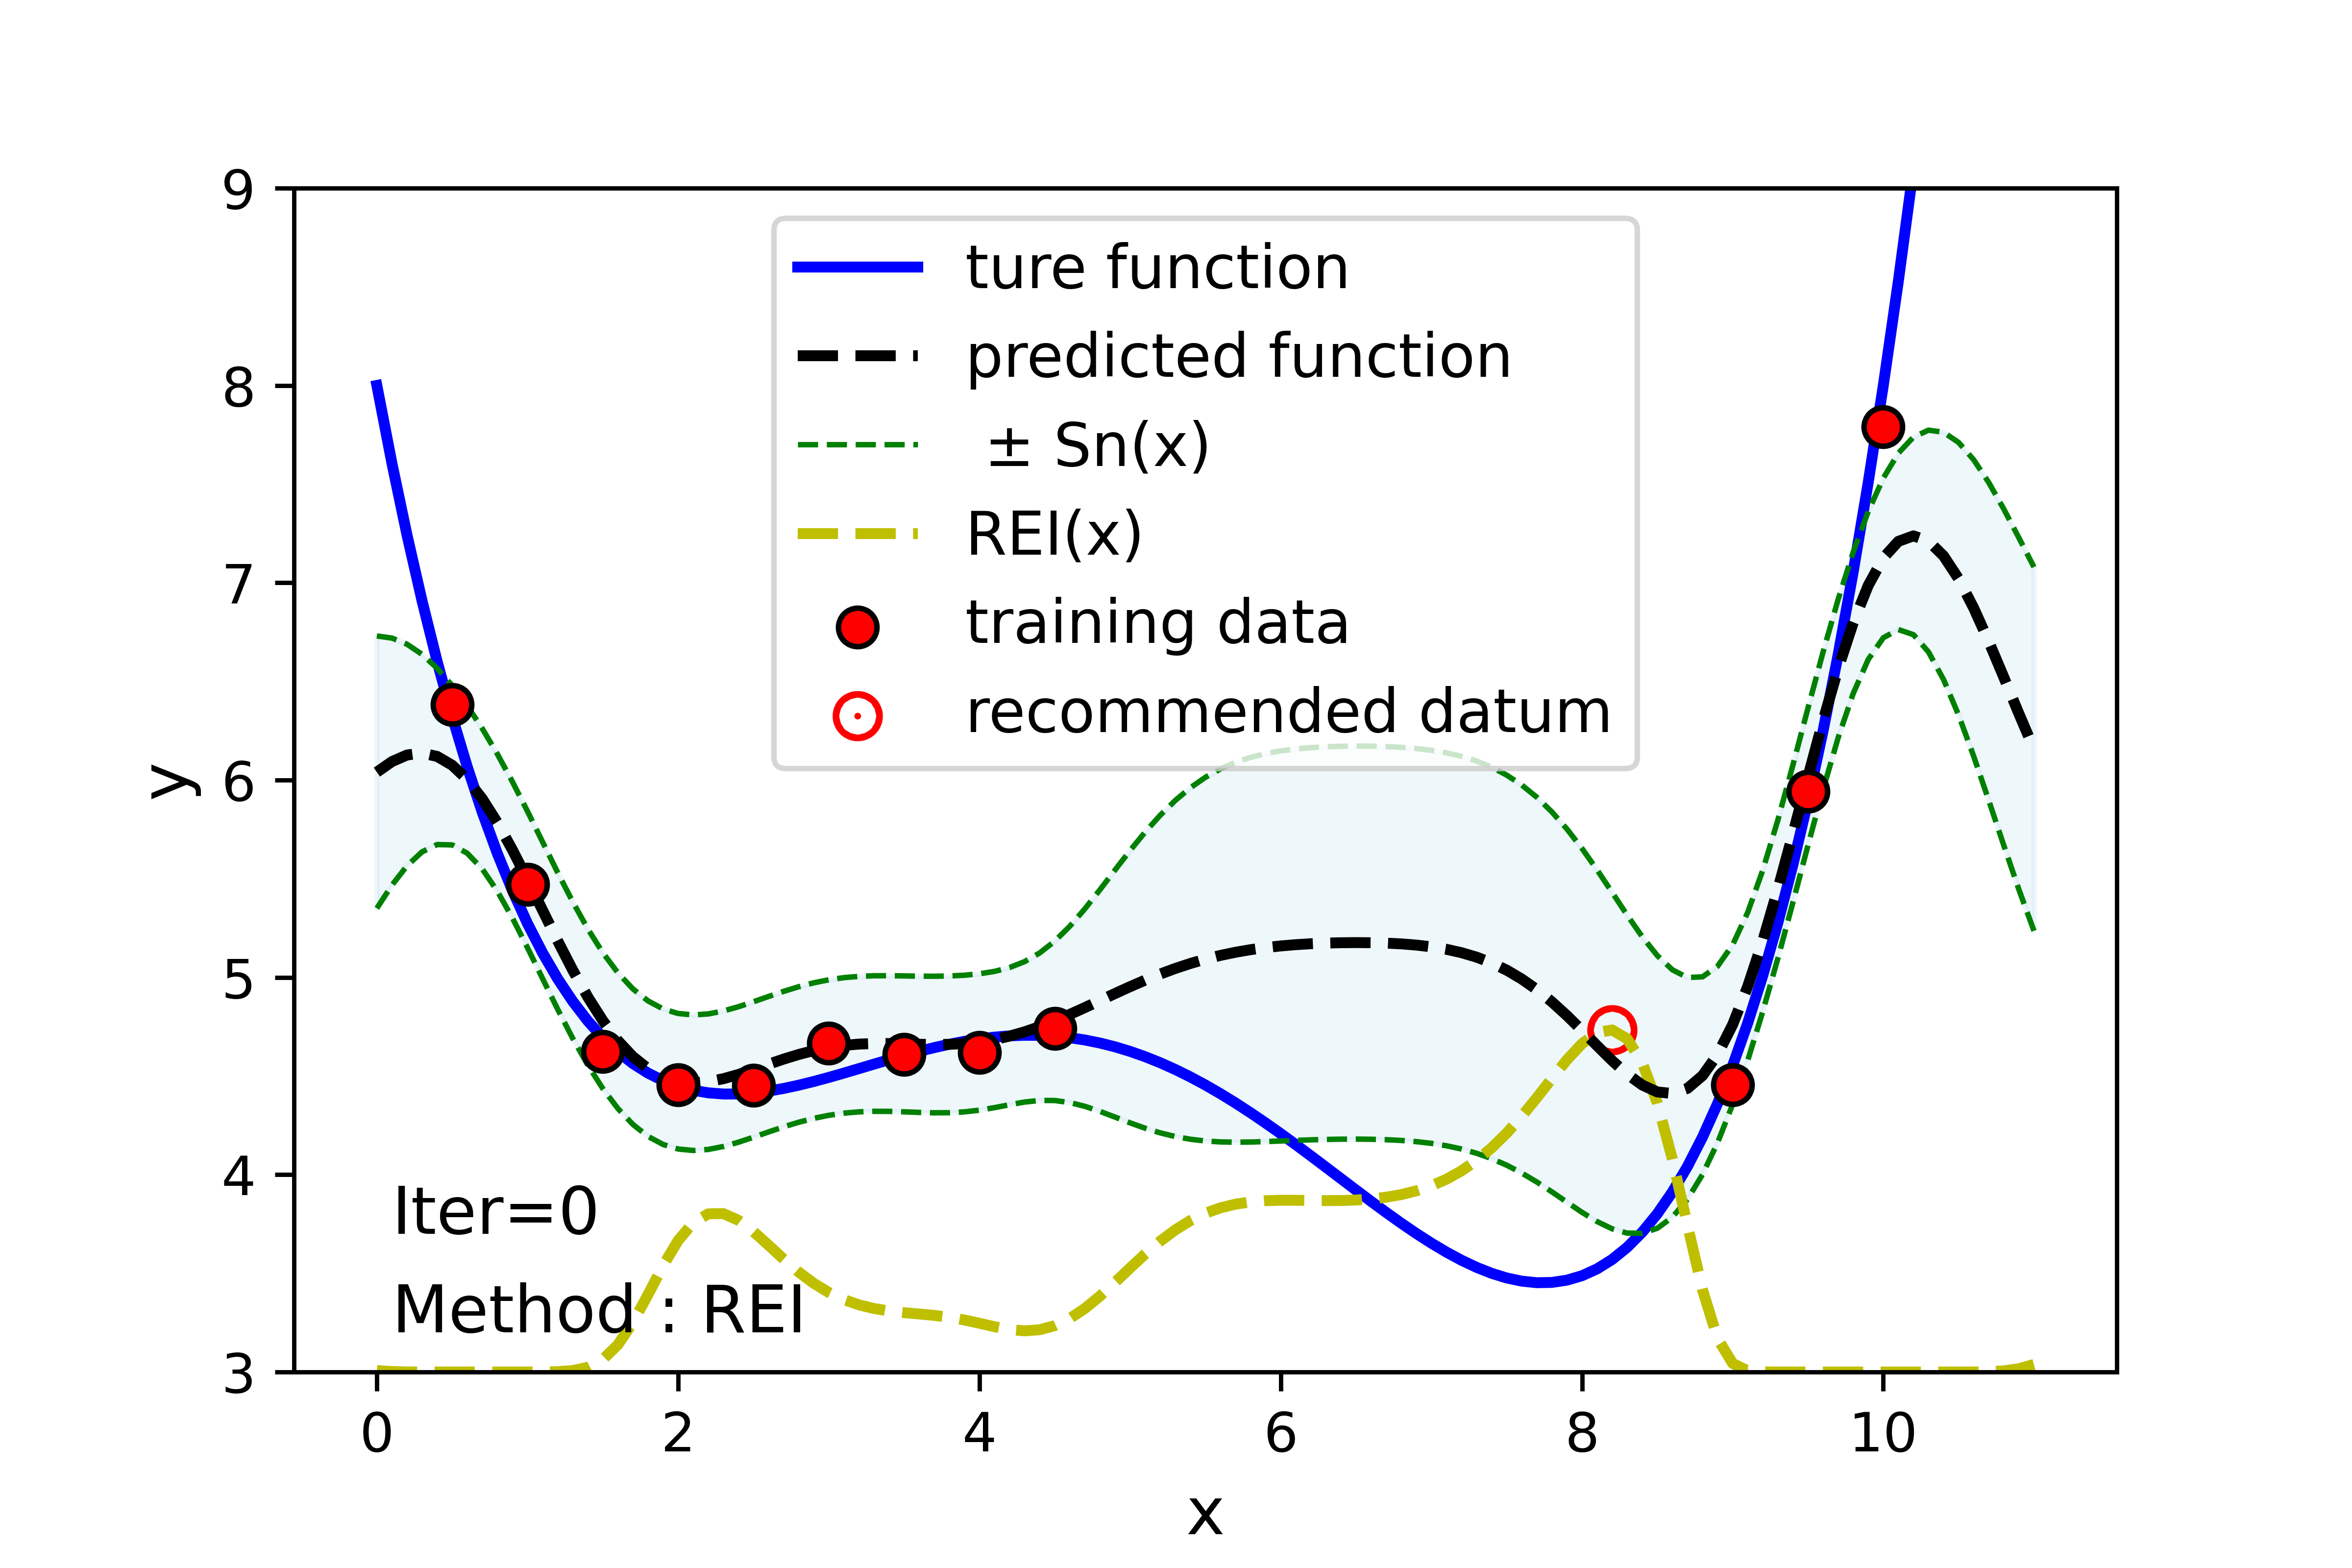 9
8
7
6
5
4
3
y
ture function
predicted function
± Sn(x)
REI(x)
training data
recommended datum
Iter=0
Method : REI
0 2 4 6 8 10
x